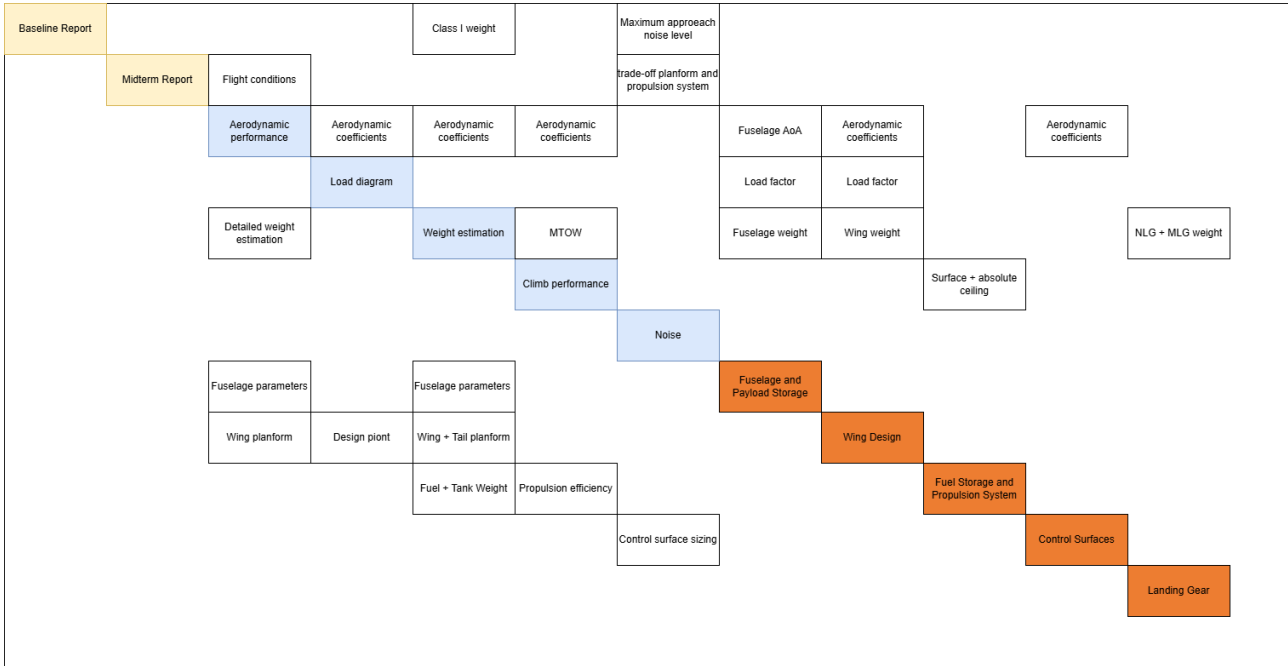 Baseline Report
Class I weight
Maximum approeach
noise level
Midterm Report
Flight conditions
trade-off planform and
propulsion system
Aerodynamic
performance
Aerodynamic
coefficients
Aerodynamic
coefficients
Aerodynamic
coefficients
Fuselage AoA
Aerodynamic
coefficients
Aerodynamic
coefficients
Load diagram
Load factor
Load factor
Detailed weight
estimation
Weight estimation
MTOW
Fuselage weight
Wing weight
NLG + MLG weight
Climb performance
Surface + absolute
ceiling
Noise
Fuselage parameters
Fuselage parameters
Fuselage and
Payload Storage
Wing planform
Design piont
Wing + Tail planform
Wing Design
Fuel + Tank Weight
Propulsion efficiency
Fuel Storage and
Propulsion System
Control surface sizing
Control Surfaces
Landing Gear